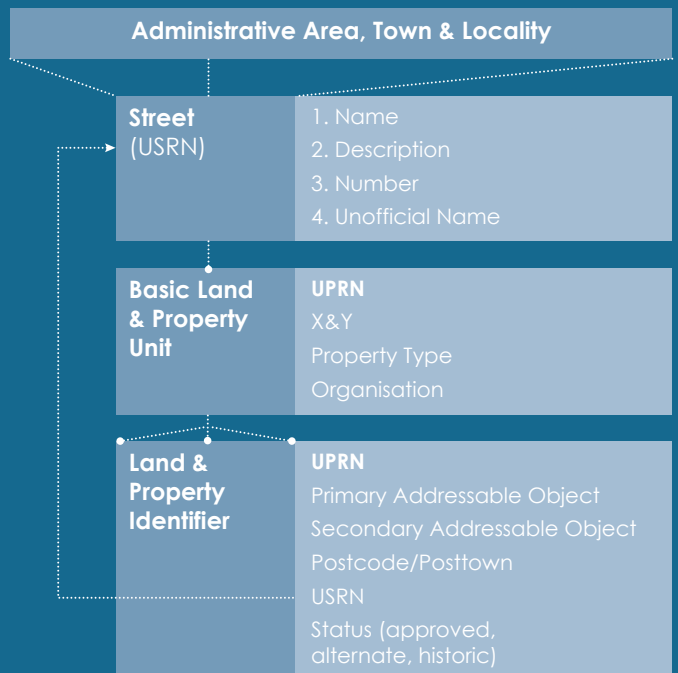 Administrative Area, Town & Locality
Street
(USRN)
1. Name
2. Description
3. Number
4. Unofficial Name
Basic Land
& Property
Unit
UPRN
X&Y
Property Type
Organisation
Land &
Property
Identifier
UPRN
Primary Addressable Object
Secondary Addressable Object
Postcode/Posttown
USRN
Status (approved,
alternate, historic)